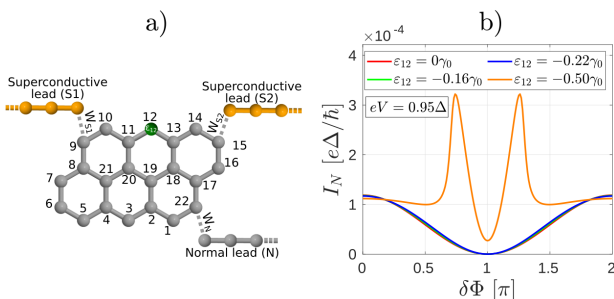 a)
b)
Superconductive
lead (S1)
Superconductive
lead (S2)
W_S1
W_S2
10
12
14
9
11
13
15
8
21
20
19
18
16
7
17
6
5
4
3
2
1
22
W_N
Normal lead (N)
×10⁻⁴
ε₁₂ = 0γ₀
ε₁₂ = −0.22γ₀
ε₁₂ = −0.16γ₀
ε₁₂ = −0.50γ₀
eV = 0.95Δ
I_N [eΔ/ℏ]
4
3
2
1
0
0
0.5
1
1.5
2
δΦ [π]